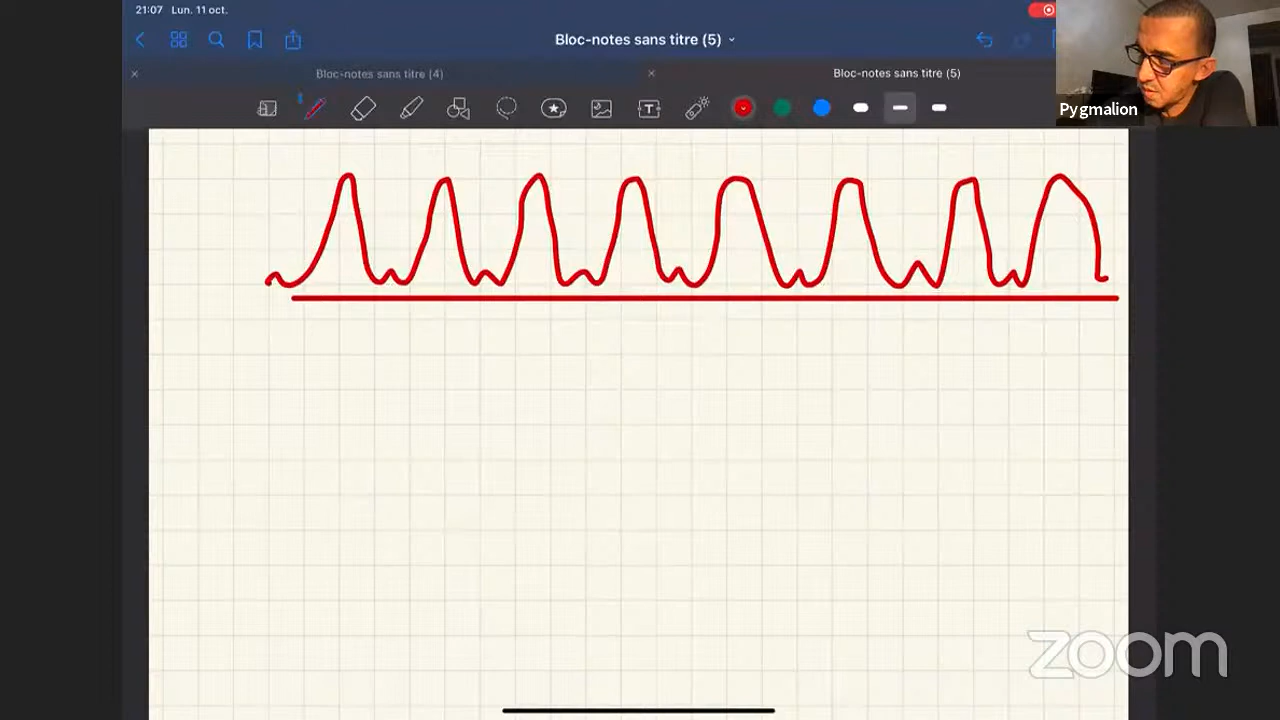 21:07 Lun. 11 oct.
Bloc-notes sans titre (5)
Bloc-notes sans titre (4)
Bloc-notes sans titre (5)
T
Pygmalion
zoom